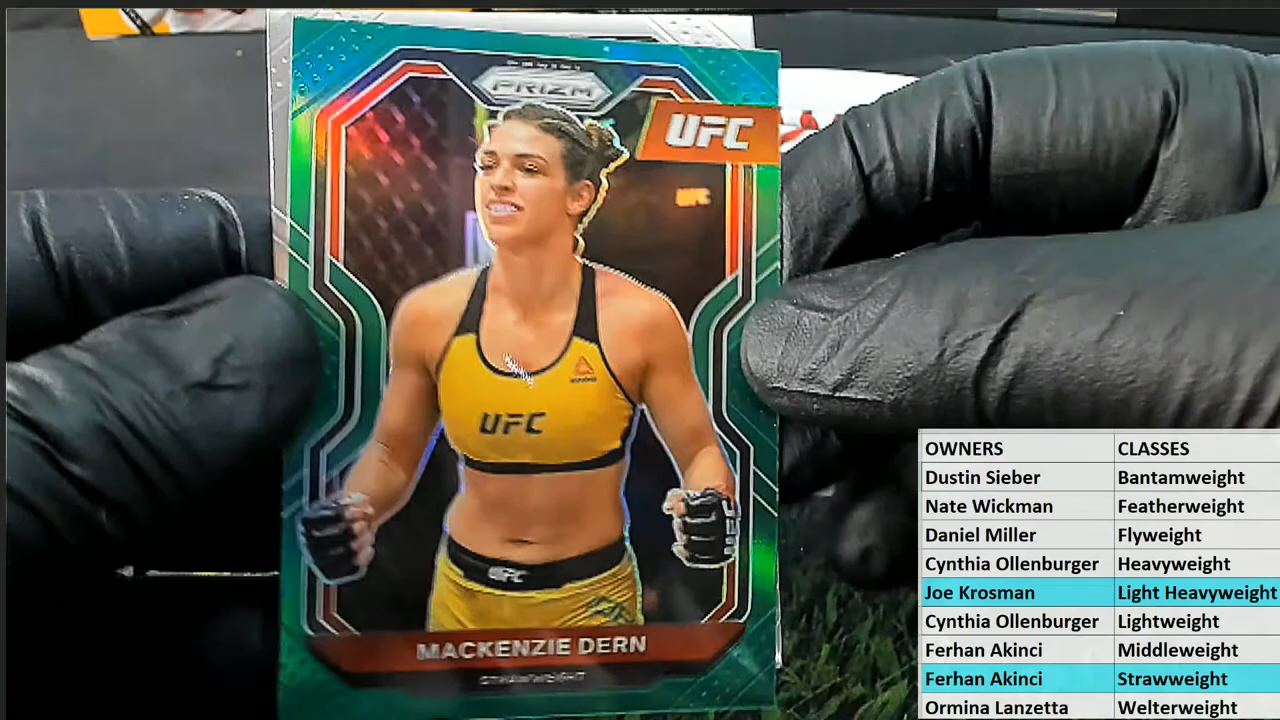 PRIZM
UFC
UFC
UFC
UFC
MACKENZIE DERN
STRAWWEIGHT
OWNERS CLASSES
Dustin Sieber Bantamweight
Nate Wickman Featherweight
Daniel Miller Flyweight
Cynthia Ollenburger Heavyweight
Joe Krosman Light Heavyweight
Cynthia Ollenburger Lightweight
Ferhan Akinci Middleweight
Ferhan Akinci Strawweight
Ormina Lanzetta Welterweight